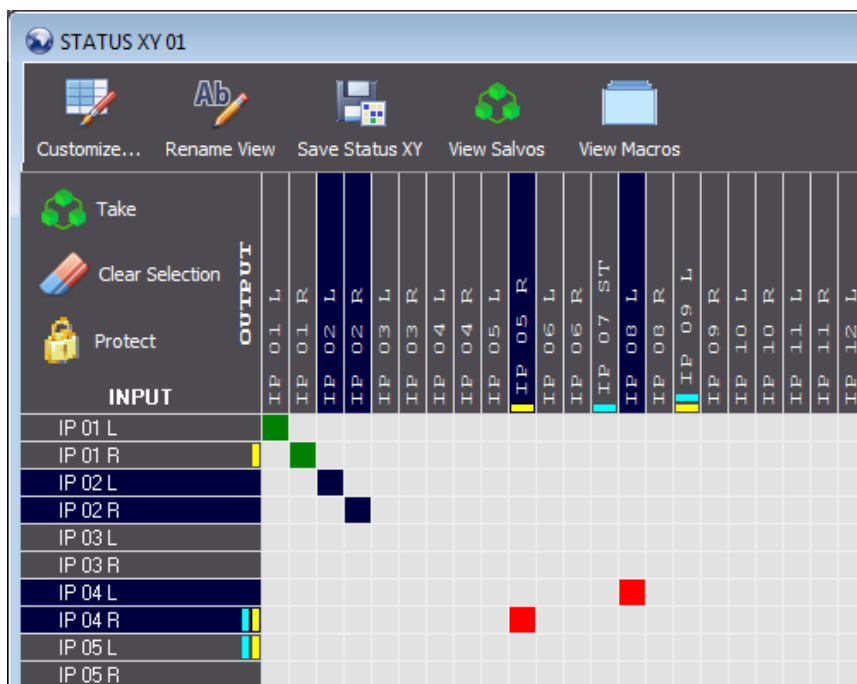 STATUS XY 01
Customize... Rename View Save Status XY View Salvos View Macros
Take
Clear Selection
Protect
OUTPUT
INPUT
IP 01 L
IP 01 R
IP 02 L
IP 02 R
IP 03 L
IP 03 R
IP 04 L
IP 04 R
IP 05 L
IP 05 R
IP 06 L
IP 06 R
IP 07 ST
IP 08 L
IP 08 R
IP 09 L
IP 09 R
IP 10 L
IP 10 R
IP 11 L
IP 11 R
IP 12 L
IP 01 L
IP 01 R
IP 02 L
IP 02 R
IP 03 L
IP 03 R
IP 04 L
IP 04 R
IP 05 L
IP 05 R